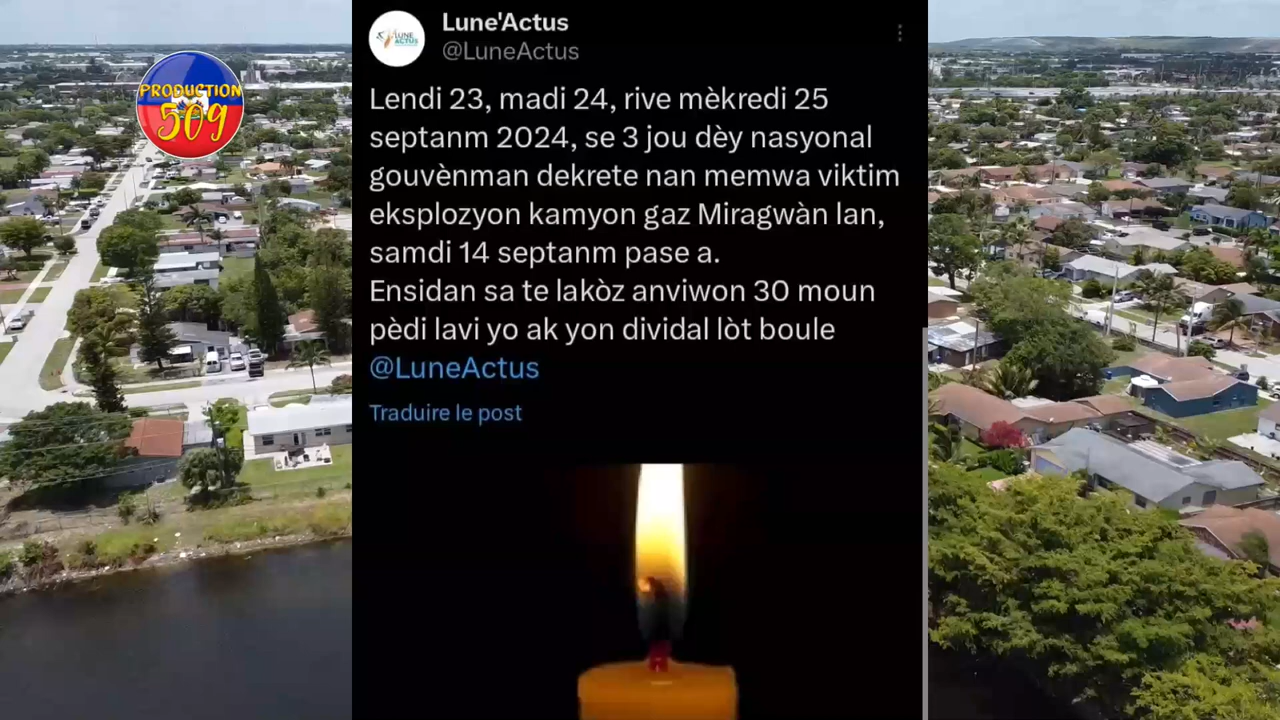 PRODUCTION
509
LUNE
ACTUS
Lune'Actus
@LuneActus
Lendi 23, madi 24, rive mèkredi 25
septanm 2024, se 3 jou dèy nasyonal
gouvènman dekrete nan memwa viktim
eksplozyon kamyon gaz Miragwàn lan,
samdi 14 septanm pase a.
Ensidan sa te lakòz anviwon 30 moun
pèdi lavi yo ak yon dividal lòt boule
@LuneActus
Traduire le post